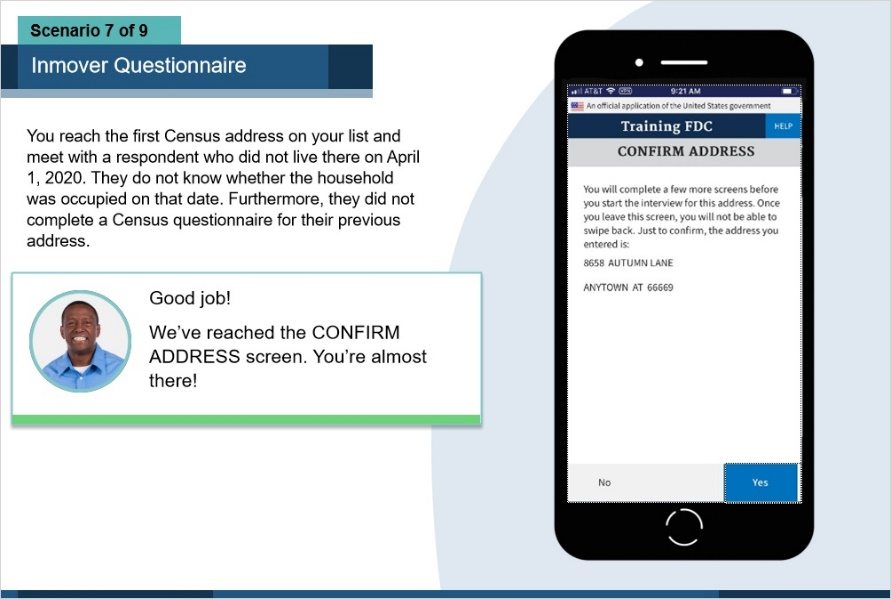 Scenario 7 of 9
Inmover Questionnaire
You reach the first Census address on your list and
meet with a respondent who did not live there on April
1, 2020. They do not know whether the household
was occupied on that date. Furthermore, they did not
complete a Census questionnaire for their previous
address.
Good job!
We’ve reached the CONFIRM
ADDRESS screen. You’re almost
there!
AT&T VPN 9:21 AM
An official application of the United States government
Training FDC HELP
CONFIRM ADDRESS
You will complete a few more screens before
you start the interview for this address. Once
you leave this screen, you will not be able to
swipe back. Just to confirm, the address you
entered is:
8658 AUTUMN LANE
ANYTOWN AT 66669
No Yes